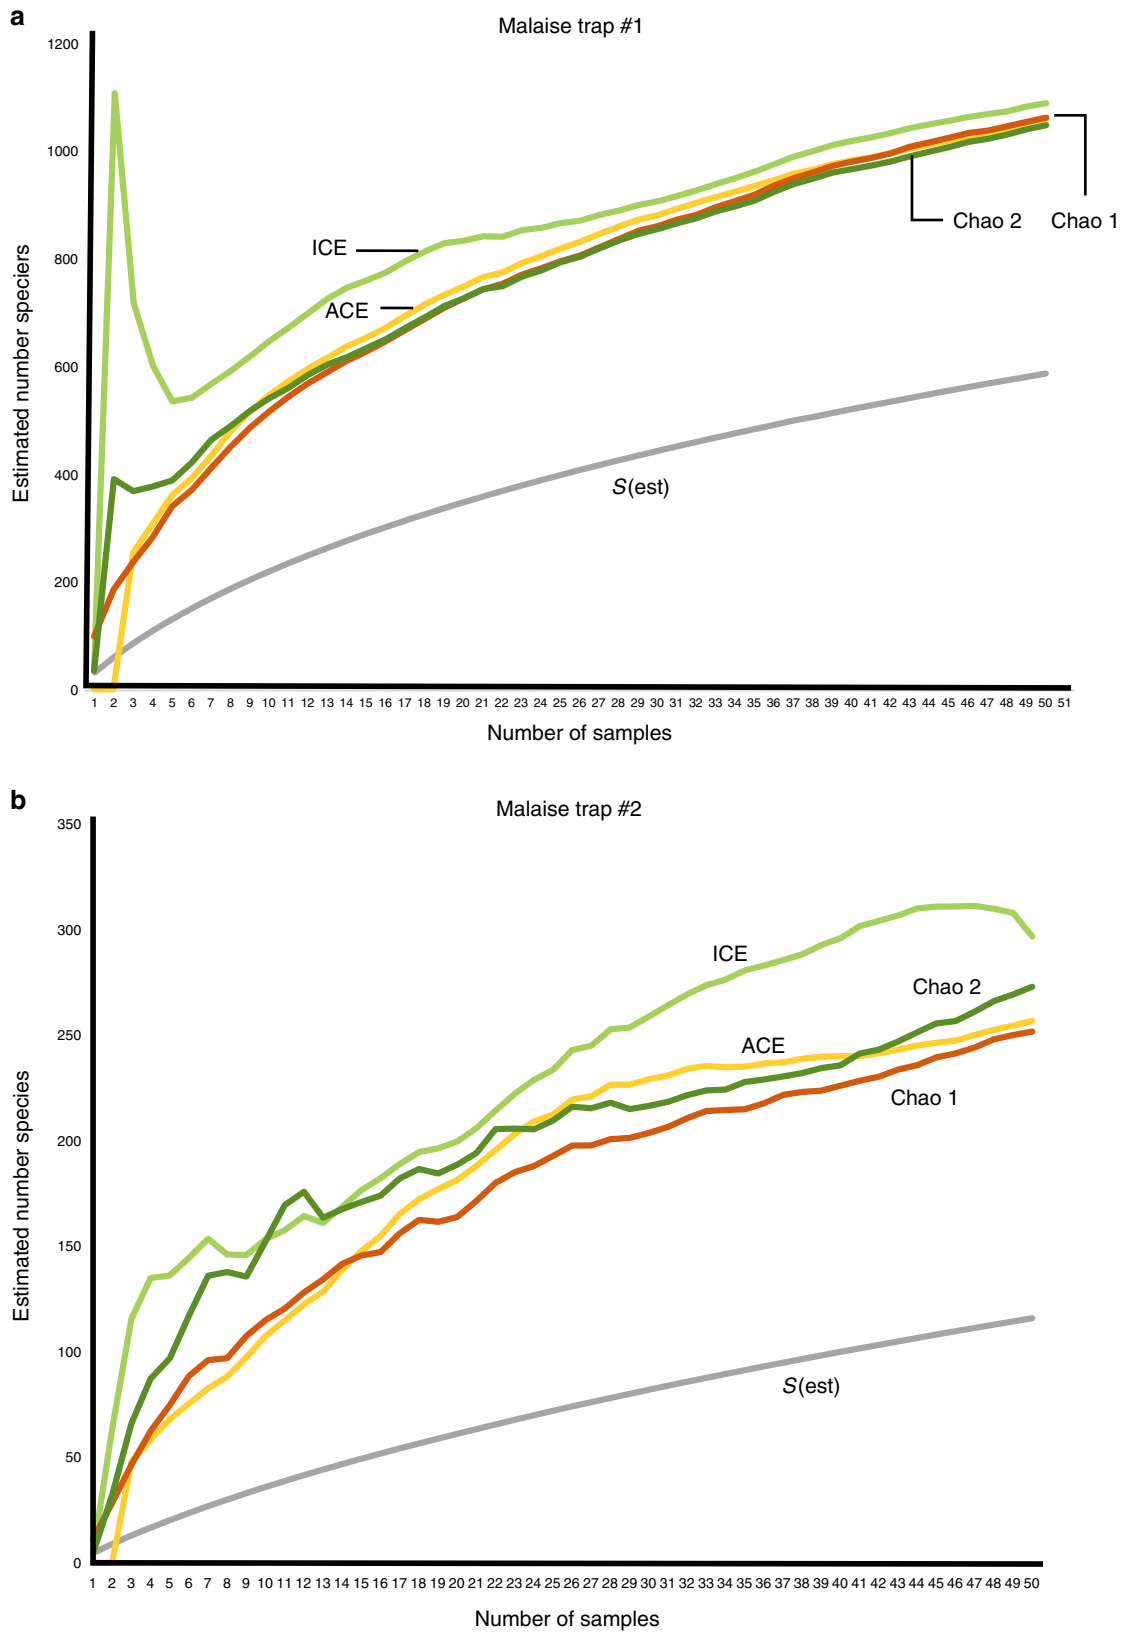 a
Malaise trap #1
1200
1000
800
600
400
200
0
Estimated number speciers
ICE
ACE
Chao 2 Chao 1
S(est)
1 2 3 4 5 6 7 8 9 10 11 12 13 14 15 16 17 18 19 20 21 22 23 24 25 26 27 28 29 30 31 32 33 34 35 36 37 38 39 40 41 42 43 44 45 46 47 48 49 50 51
Number of samples
b
Malaise trap #2
350
300
250
200
150
100
50
0
Estimated number species
ICE
Chao 2
ACE
Chao 1
S(est)
1 2 3 4 5 6 7 8 9 10 11 12 13 14 15 16 17 18 19 20 21 22 23 24 25 26 27 28 29 30 31 32 33 34 35 36 37 38 39 40 41 42 43 44 45 46 47 48 49 50
Number of samples